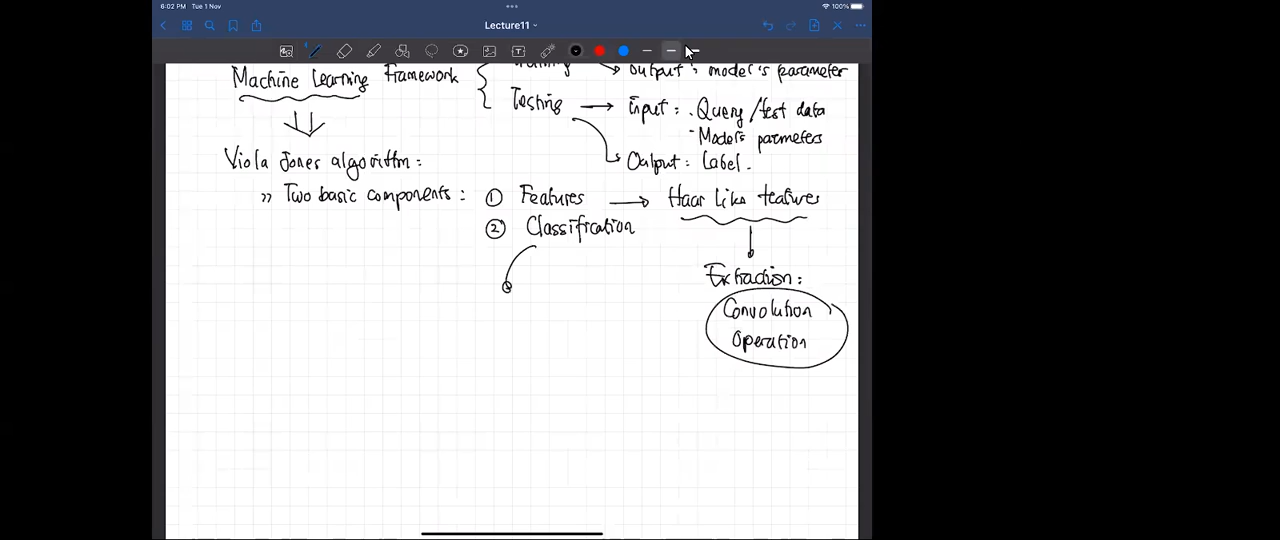 6:02 PM Tue 1 Nov
100%
Lecture11
Output: model's parameter
Machine Learning Framework
Testing → Input: . Query/test data
- Model's parmeters
Output: Label.
Viola Jones algorithm:
›› Two basic components: ① Features → Haar Like features
② Classification
Extraction:
Convolution
Operation